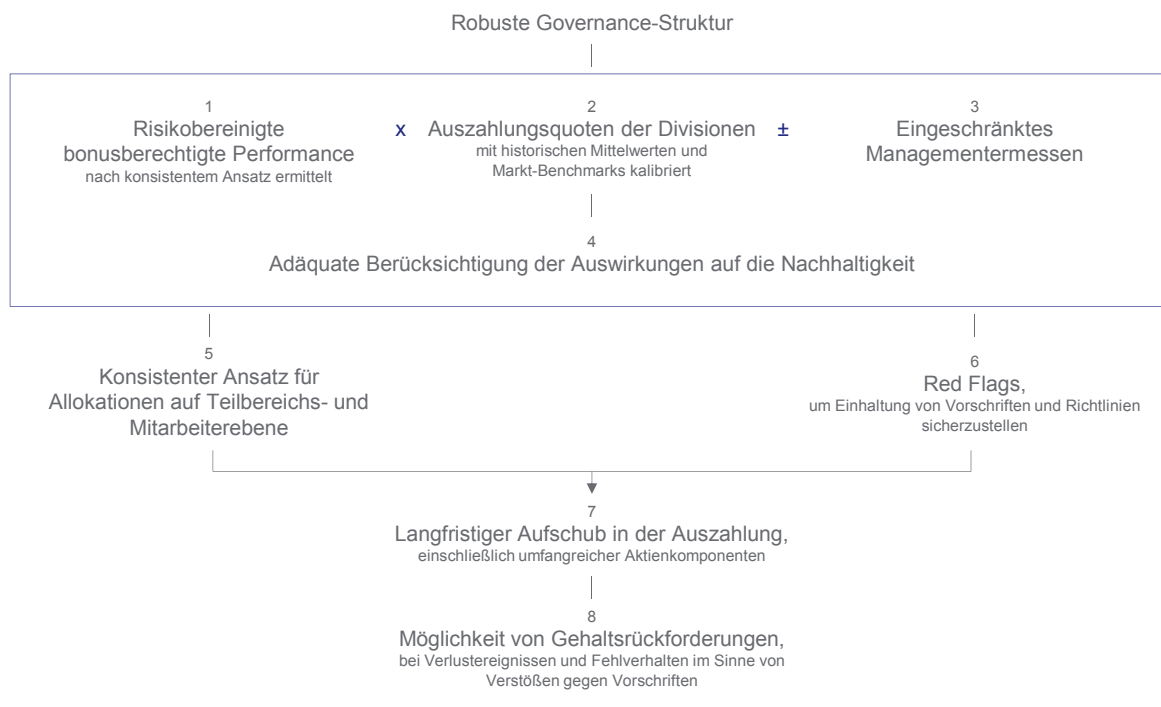 Robuste Governance-Struktur
1
Risikobereinigte
bonusberechtigte Performance
nach konsistentem Ansatz ermittelt
x
2
Auszahlungsquoten der Divisionen
mit historischen Mittelwerten und
Markt-Benchmarks kalibriert
±
3
Eingeschränktes
Managementermessen
4
Adäquate Berücksichtigung der Auswirkungen auf die Nachhaltigkeit
5
Konsistenter Ansatz für
Allokationen auf Teilbereichs- und
Mitarbeiterebene
6
Red Flags,
um Einhaltung von Vorschriften und Richtlinien
sicherzustellen
7
Langfristiger Aufschub in der Auszahlung,
einschließlich umfangreicher Aktienkomponenten
8
Möglichkeit von Gehaltsrückforderungen,
bei Verlustereignissen und Fehlverhalten im Sinne von
Verstößen gegen Vorschriften